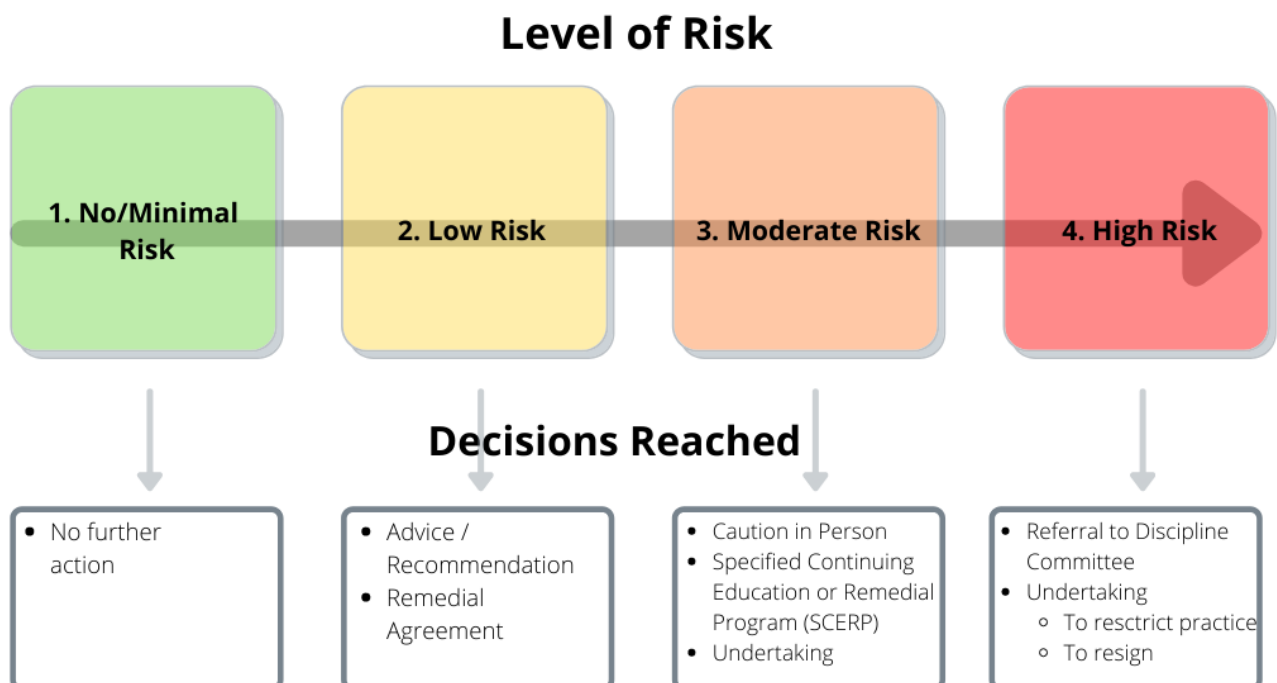 Level of Risk
1. No/Minimal
Risk
2. Low Risk
3. Moderate Risk
4. High Risk
Decisions Reached
• No further
action
• Advice /
Recommendation
• Remedial
Agreement
• Caution in Person
• Specified Continuing
Education or Remedial
Program (SCERP)
• Undertaking
• Referral to Discipline
Committee
• Undertaking
◦ To resctrict practice
◦ To resign